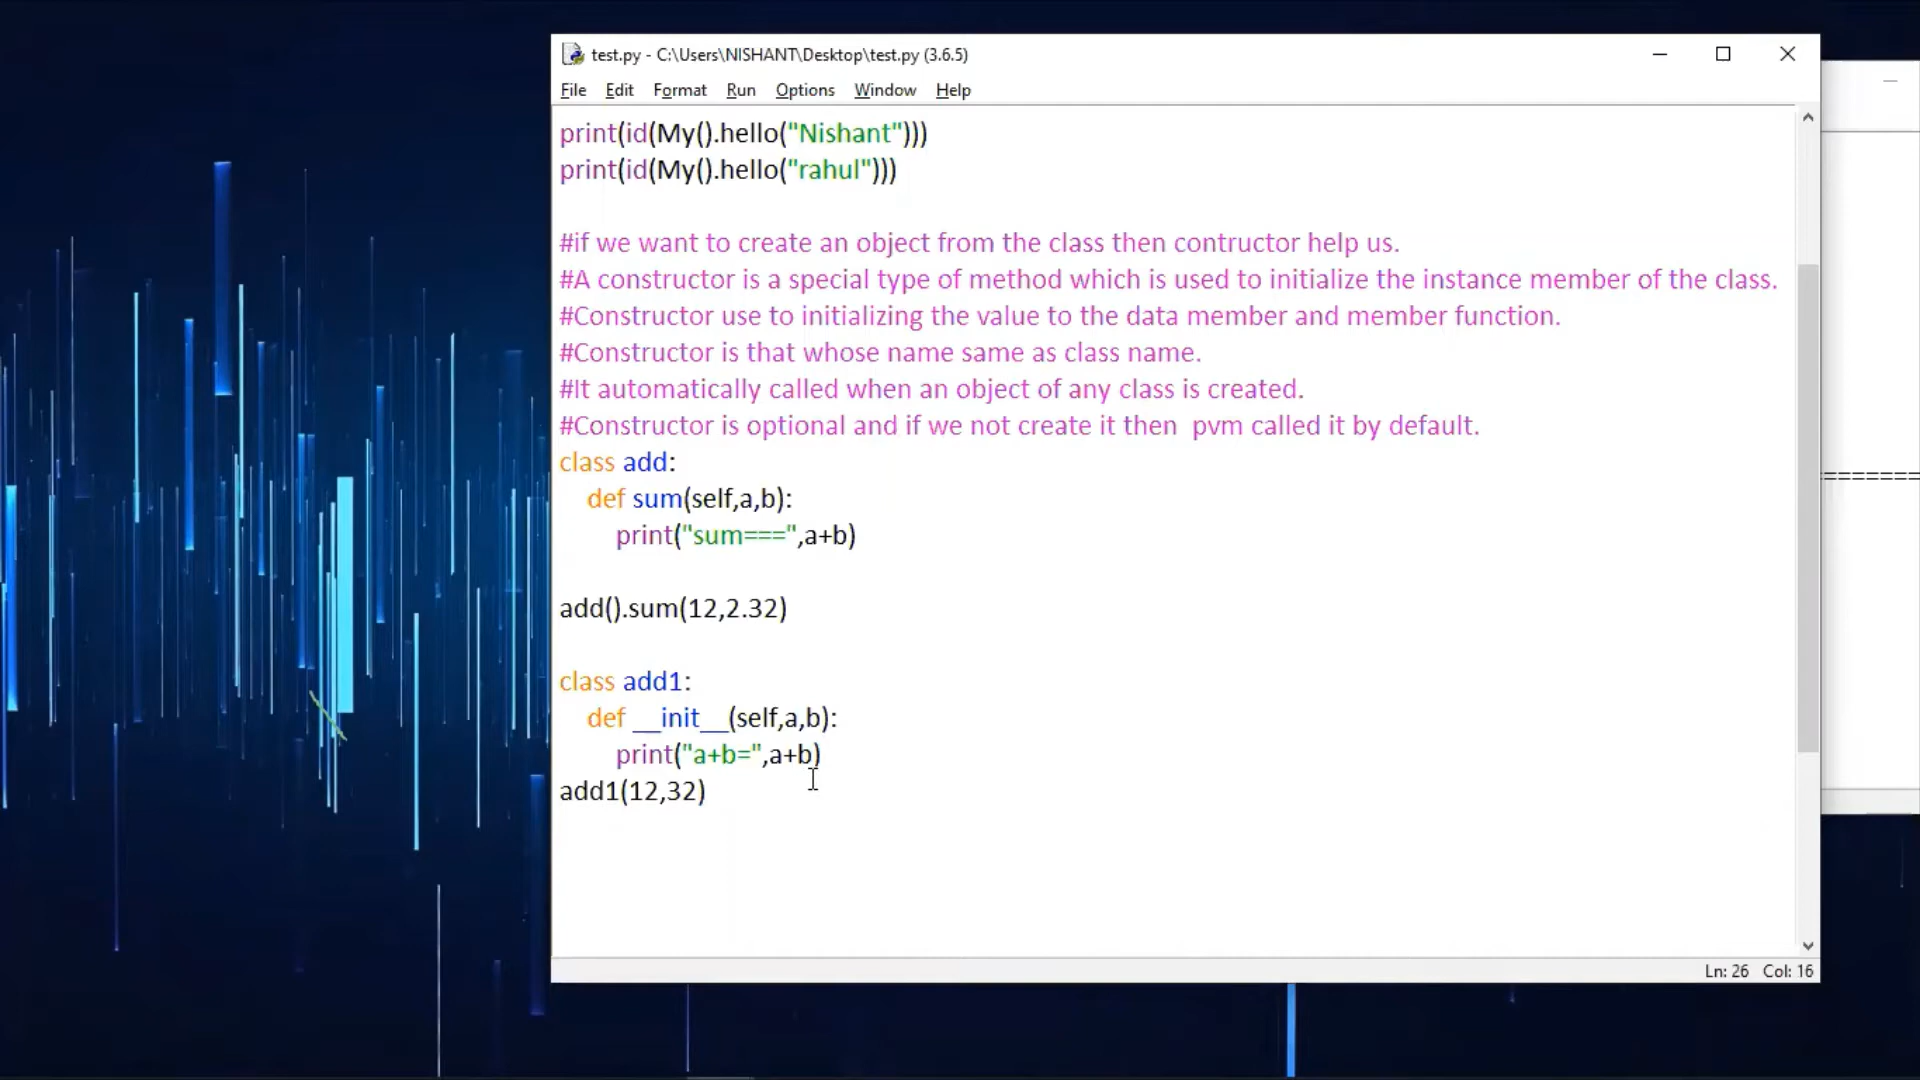 test.py - C:\Users\NISHANT\Desktop\test.py (3.6.5)
File Edit Format Run Options Window Help
print(id(My().hello("Nishant")))
print(id(My().hello("rahul")))
#if we want to create an object from the class then contructor help us.
#A constructor is a special type of method which is used to initialize the instance member of the class.
#Constructor use to initializing the value to the data member and member function.
#Constructor is that whose name same as class name.
#It automatically called when an object of any class is created.
#Constructor is optional and if we not create it then  pvm called it by default.
class add:
    def sum(self,a,b):
        print("sum===",a+b)
=======
add().sum(12,2.32)
class add1:
    def __init__(self,a,b):
        print("a+b=",a+b)
add1(12,32)
Ln: 26 Col: 16